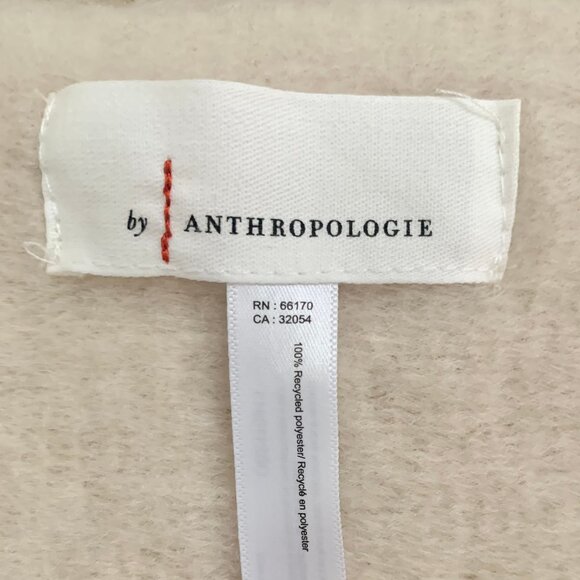 by ANTHROPOLOGIE
RN : 66170
CA : 32054
100% Recycled polyester/ Recyclé en
polyester